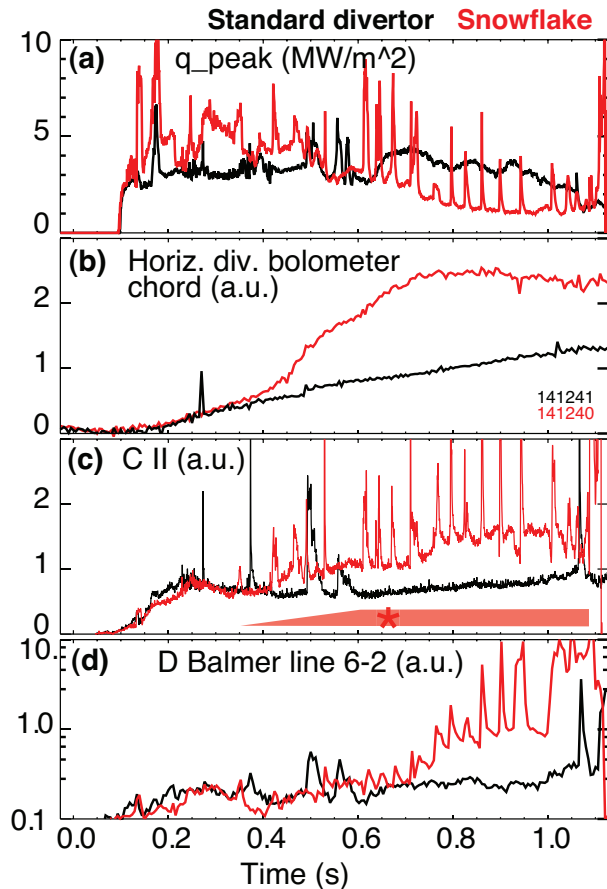 Standard divertor Snowflake
(a) q_peak (MW/m^2)
10
5
0
(b) Horiz. div. bolometer
chord (a.u.)
2
1
0
141241
141240
(c) C II (a.u.)
2
1
0
*
(d) D Balmer line 6-2 (a.u.)
10.0
1.0
0.1
0.0 0.2 0.4 0.6 0.8 1.0
Time (s)